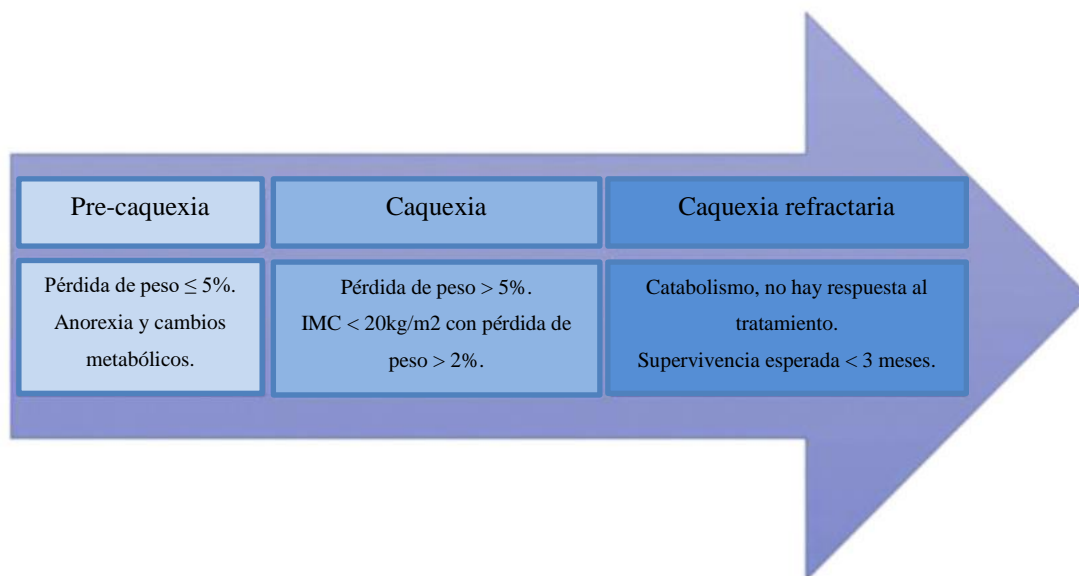 Pre-caquexia
Caquexia
Caquexia refractaria
Pérdida de peso ≤ 5%.
Anorexia y cambios
metabólicos.
Pérdida de peso > 5%.
IMC < 20kg/m2 con pérdida de
peso > 2%.
Catabolismo, no hay respuesta al
tratamiento.
Supervivencia esperada < 3 meses.